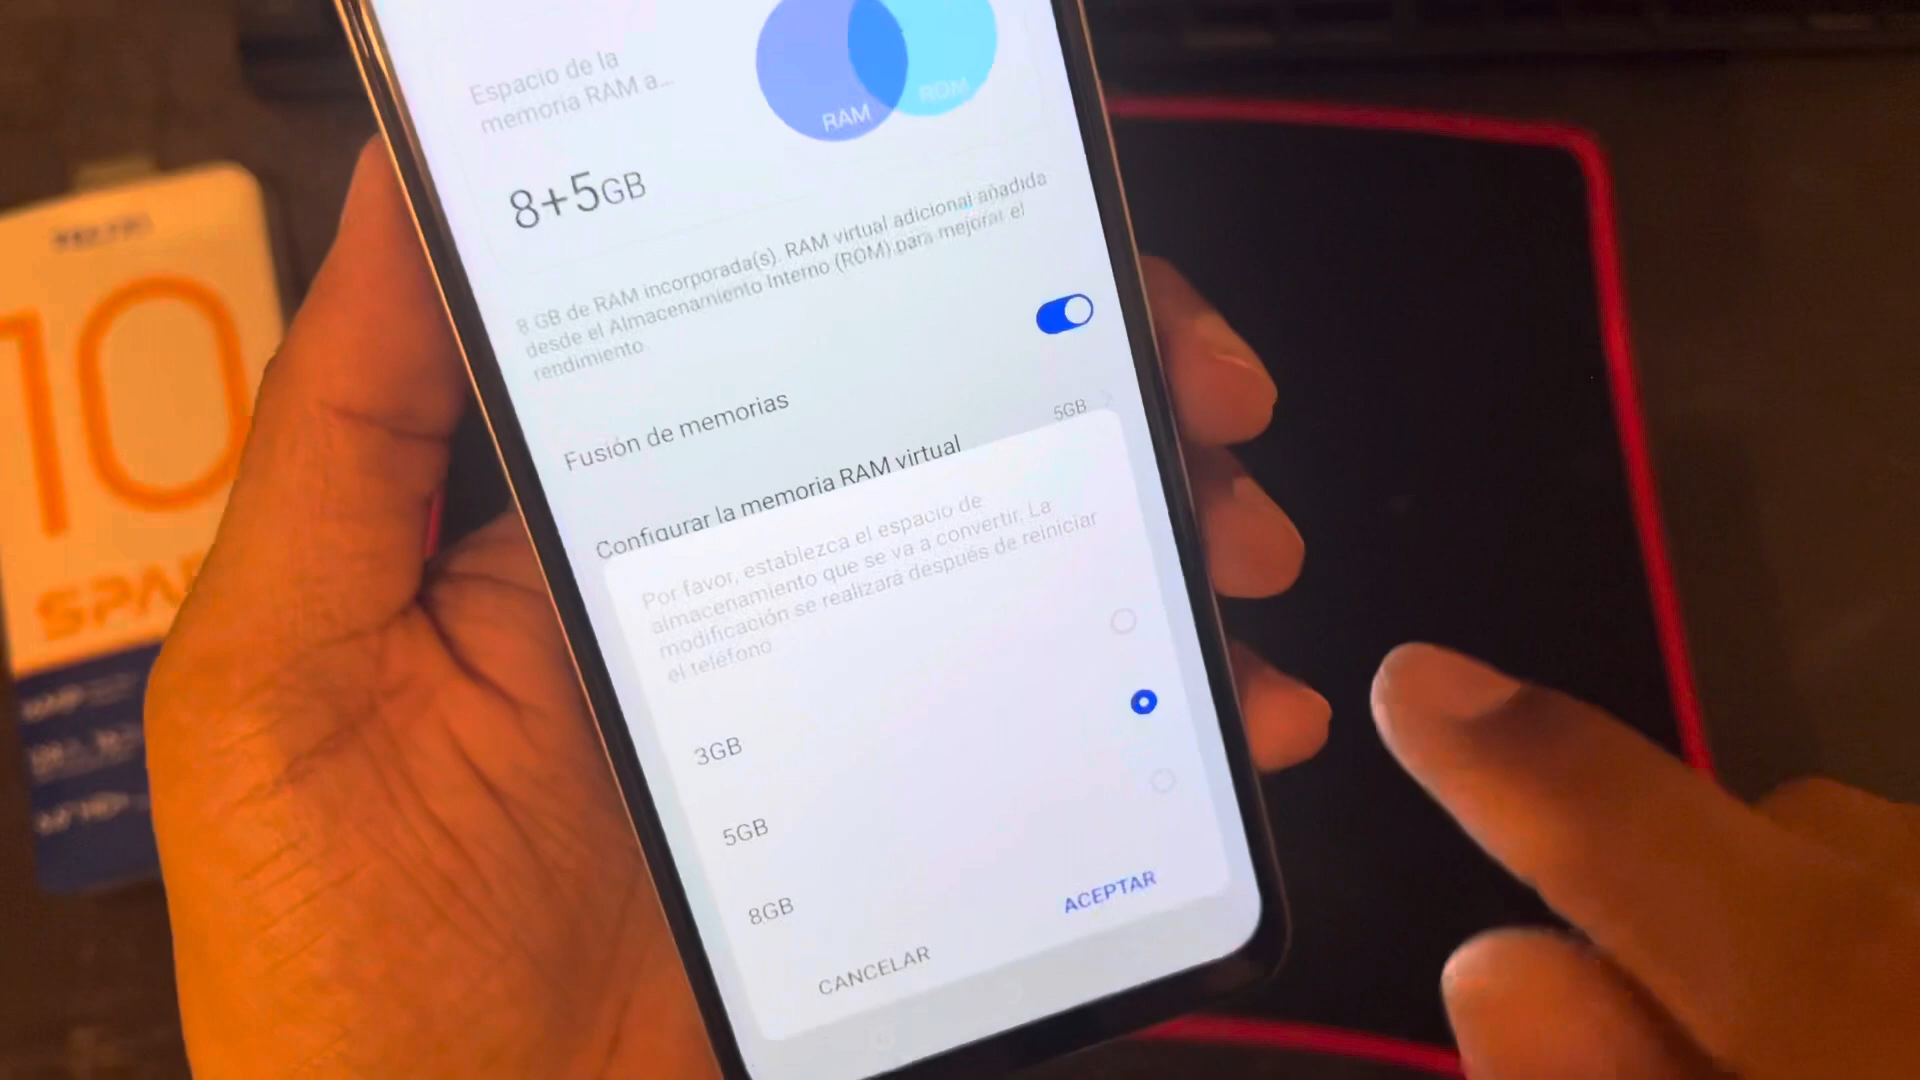 Espacio de la
memoria RAM a...
RAM
ROM
8+5GB
8 GB de RAM incorporada(s). RAM virtual adicional añadida
desde el Almacenamiento Interno (ROM) para mejorar el
rendimiento
Fusión de memorias
Configurar la memoria RAM virtual
5GB
Por favor, establezca el espacio de
almacenamiento que se va a convertir. La
modificación se realizará después de reiniciar
el teléfono
3GB
5GB
8GB
CANCELAR
ACEPTAR
10